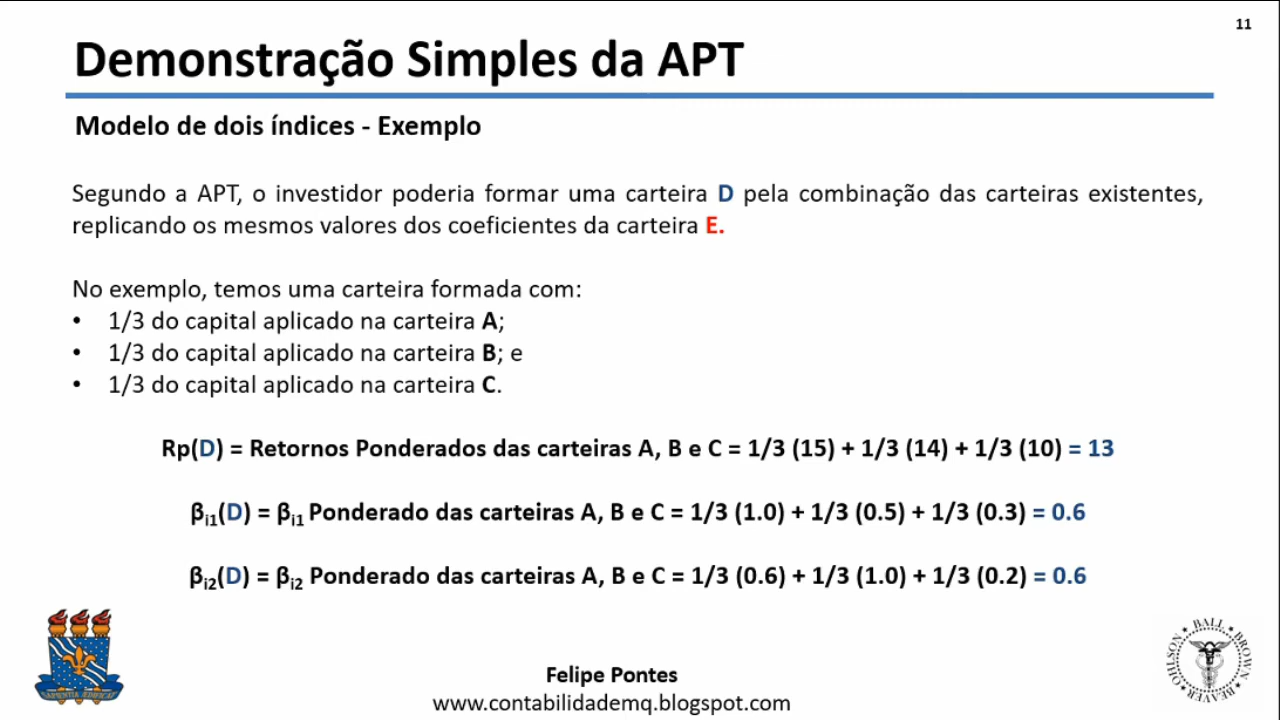 11
Demonstração Simples da APT
Modelo de dois índices - Exemplo
Segundo a APT, o investidor poderia formar uma carteira D pela combinação das carteiras existentes,
replicando os mesmos valores dos coeficientes da carteira E.
No exemplo, temos uma carteira formada com:
• 1/3 do capital aplicado na carteira A;
• 1/3 do capital aplicado na carteira B; e
• 1/3 do capital aplicado na carteira C.
Rp(D) = Retornos Ponderados das carteiras A, B e C = 1/3 (15) + 1/3 (14) + 1/3 (10) = 13
βi1(D) = βi1 Ponderado das carteiras A, B e C = 1/3 (1.0) + 1/3 (0.5) + 1/3 (0.3) = 0.6
βi2(D) = βi2 Ponderado das carteiras A, B e C = 1/3 (0.6) + 1/3 (1.0) + 1/3 (0.2) = 0.6
SAPIENTIA AEDIFICAT
OHLSON • BALL • BROWN • BEAVER
Felipe Pontes
www.contabilidademq.blogspot.com